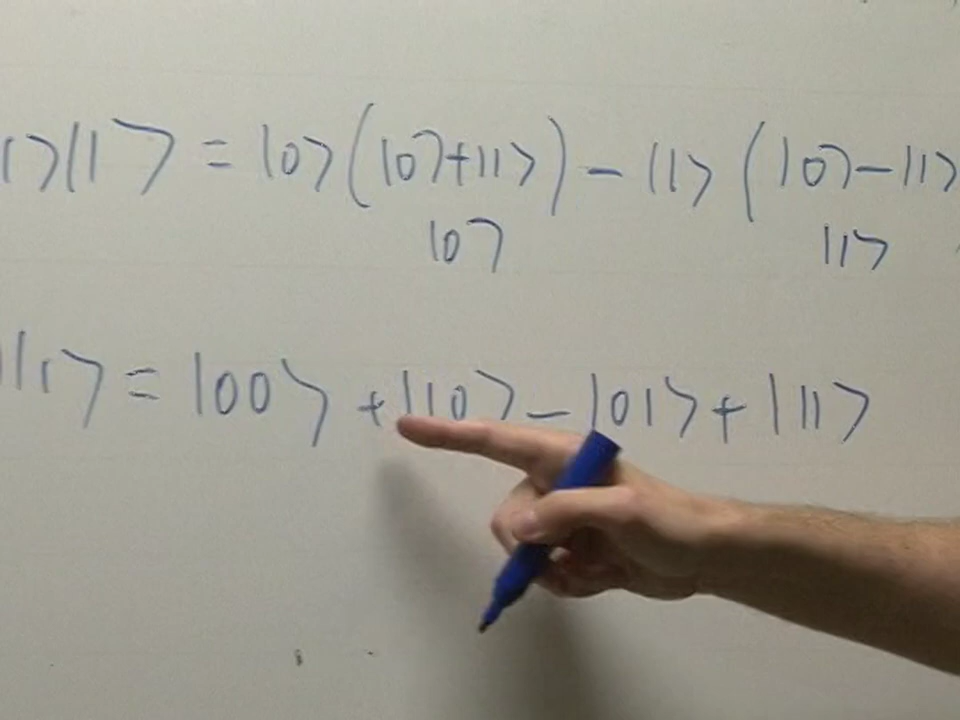 1⟩|1⟩ = |0⟩(|0⟩+|1⟩) − |1⟩(|0⟩−|1⟩
|0⟩ |1⟩
|1⟩ = |00⟩ + |10⟩ − |01⟩ + |11⟩